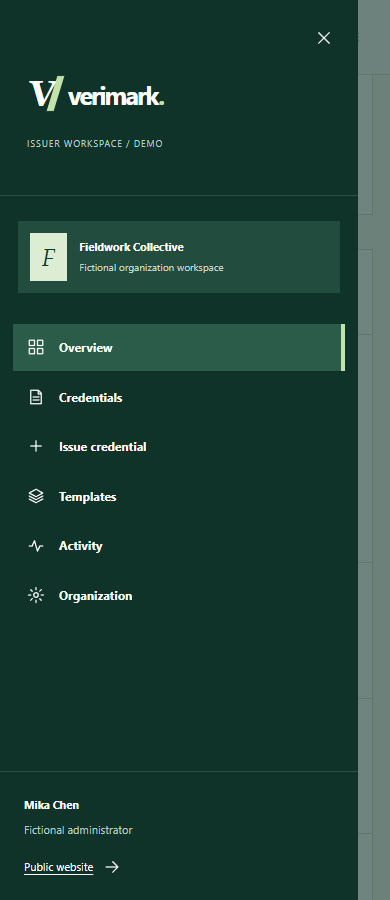 V verimark.
ISSUER WORKSPACE / DEMO
F
Fieldwork Collective
Fictional organization workspace
Overview
Credentials
Issue credential
Templates
Activity
Organization
Mika Chen
Fictional administrator
Public website